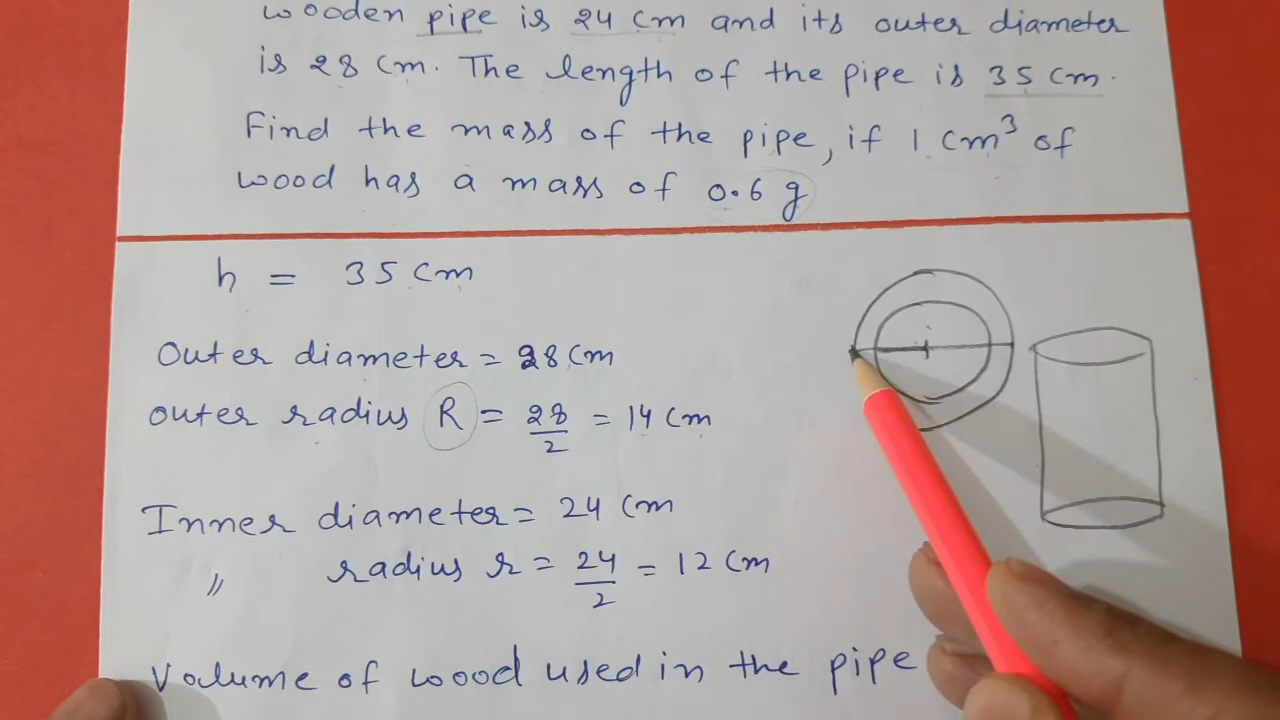 wooden pipe is 24 cm and its outer diameter
is 28 cm. The length of the pipe is 35 cm.
Find the mass of the pipe, if 1 cm³ of
wood has a mass of 0.6 g
h = 35 cm
Outer diameter = 28 cm
outer radius R = 28/2 = 14 cm
Inner diameter = 24 cm
" radius r = 24/2 = 12 cm
Volume of wood used in the pipe